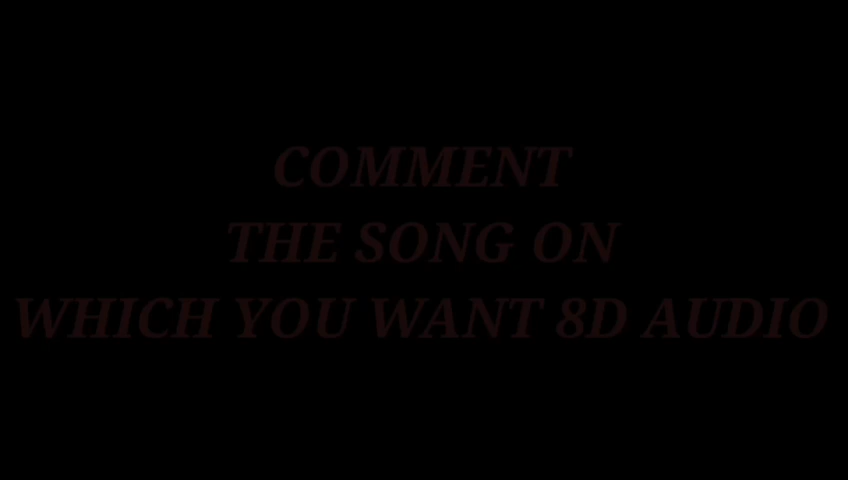 COMMENT
THE SONG ON
WHICH YOU WANT 8D AUDIO